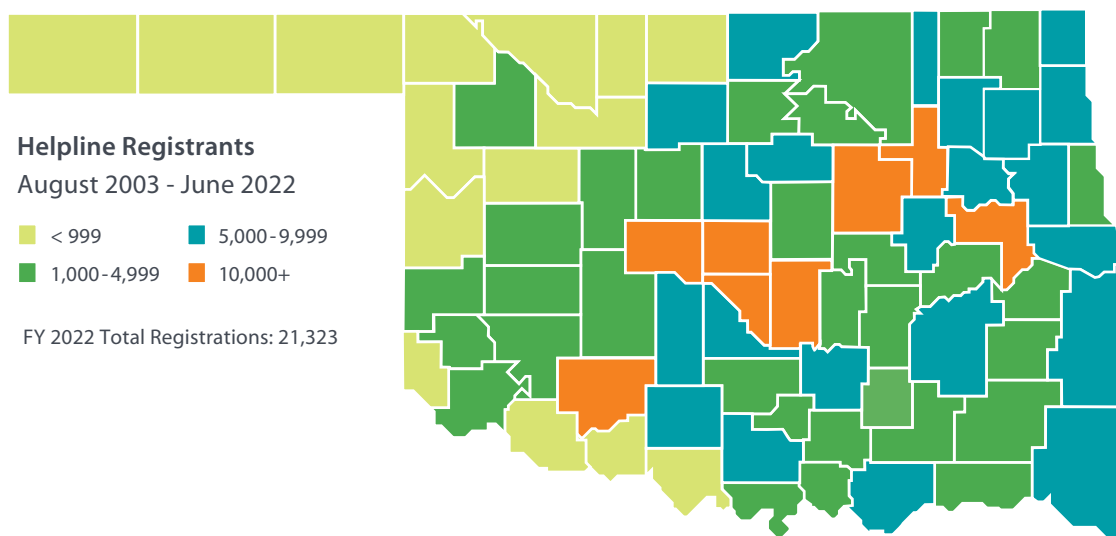 Helpline Registrants
August 2003 - June 2022
< 999
5,000-9,999
1,000-4,999
10,000+
FY 2022 Total Registrations: 21,323